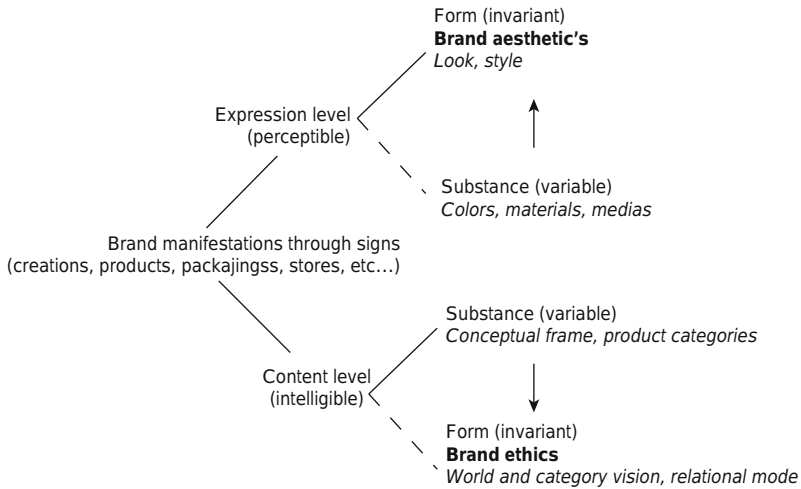 Form (invariant)
Brand aesthetic's
Look, style
Expression level
(perceptible)
Substance (variable)
Colors, materials, medias
Brand manifestations through signs
(creations, products, packajingss, stores, etc…)
Substance (variable)
Conceptual frame, product categories
Content level
(intelligible)
Form (invariant)
Brand ethics
World and category vision, relational mode